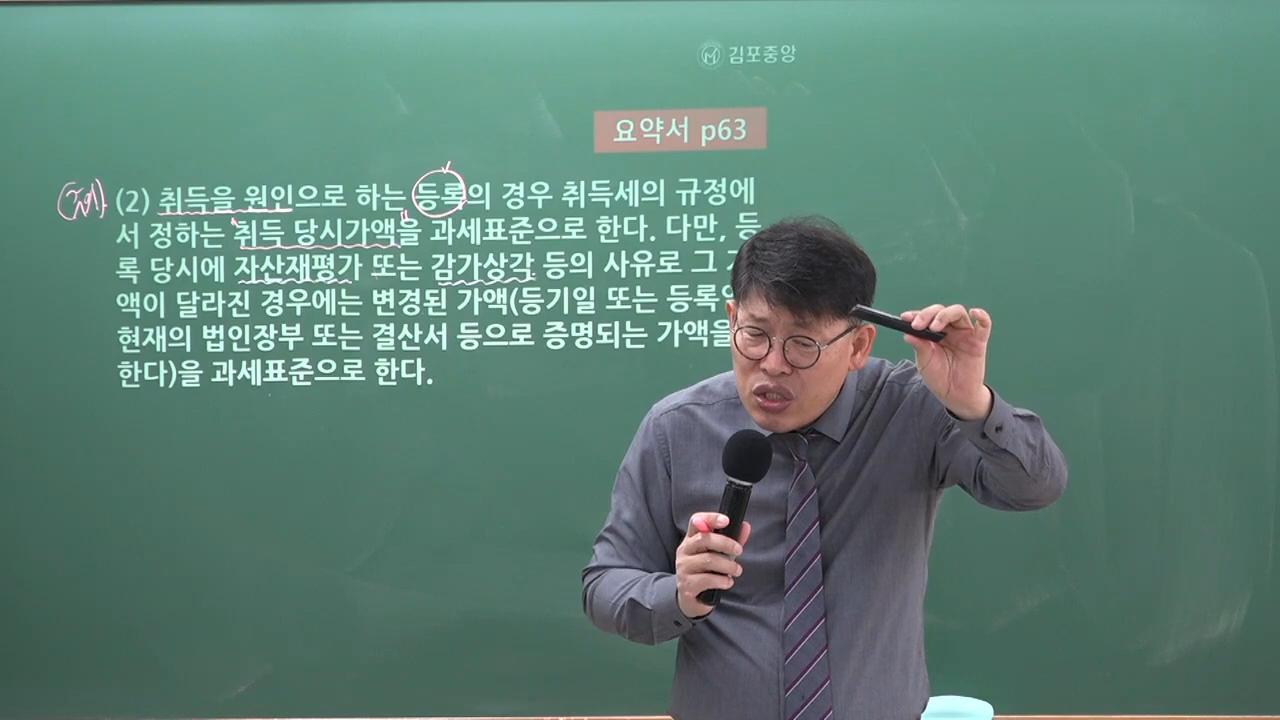 김포중앙
요약서 p63
(2) 취득을 원인으로 하는 등록의 경우 취득세의 규정에
서 정하는 취득 당시가액을 과세표준으로 한다. 다만, 등
록 당시에 자산재평가 또는 감가상각 등의 사유로 그
액이 달라진 경우에는 변경된 가액(등기일 또는
현재의 법인장부 또는 결산서 등으로 증명되는 가액을
한다)을 과세표준으로 한다.